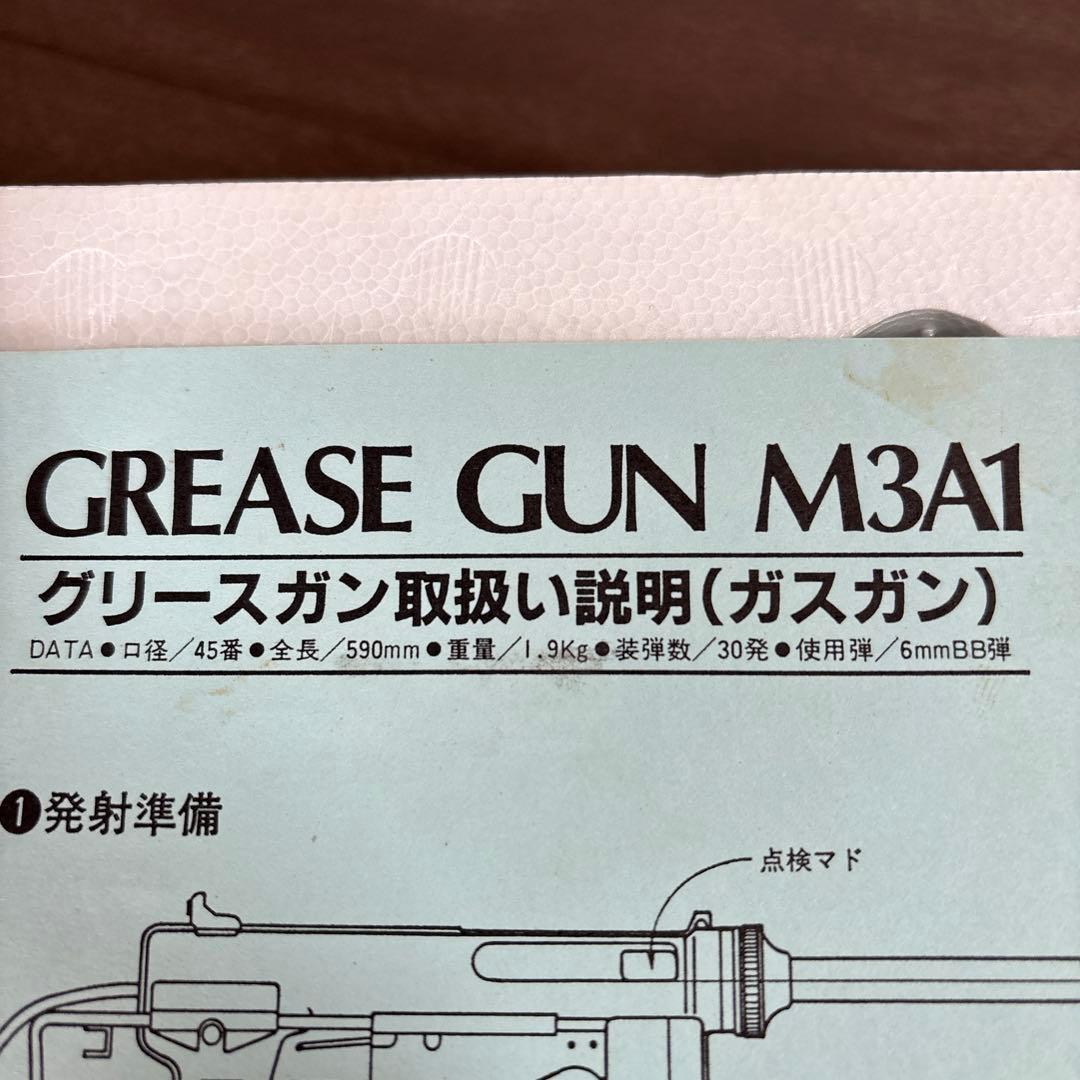 GREASE GUN M3A1
グリースガン取扱い説明(ガスガン)
DATA●口径/45番●全長/590mm●重量/1.9Kg●装弾数/30発●使用弾/6mmBB弾
❶発射準備
点検マド